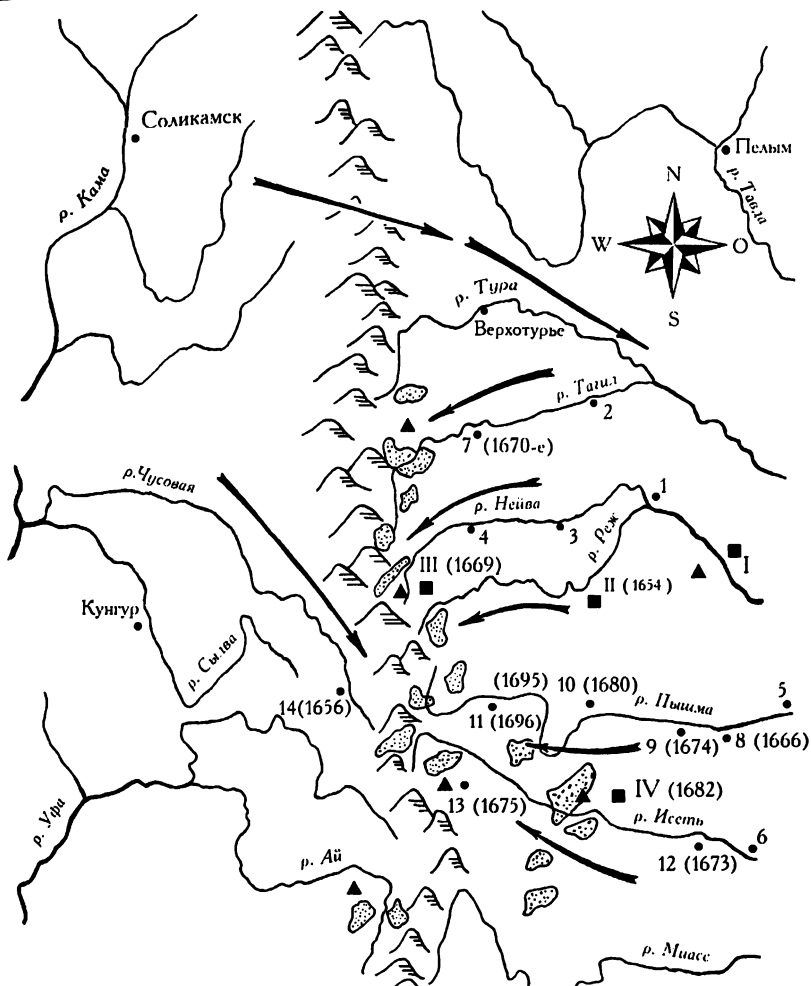 Соликамск
Пелым
р. Кама
р. Тавда
N
W
O
S
р. Тура
Верхотурье
р. Тагил
2
7 (1670-е)
р. Чусовая
1
р. Нейва
4
3
р. Реж
I
III (1669)
II (1654)
Кунгур
р. Сылва
14(1656)
(1695)
10 (1680)
5
р. Пышма
11 (1696)
9 (1674)
8 (1666)
13 (1675)
IV (1682)
р. Уфа
р. Исеть
6
12 (1673)
р. Ай
р. Миасс